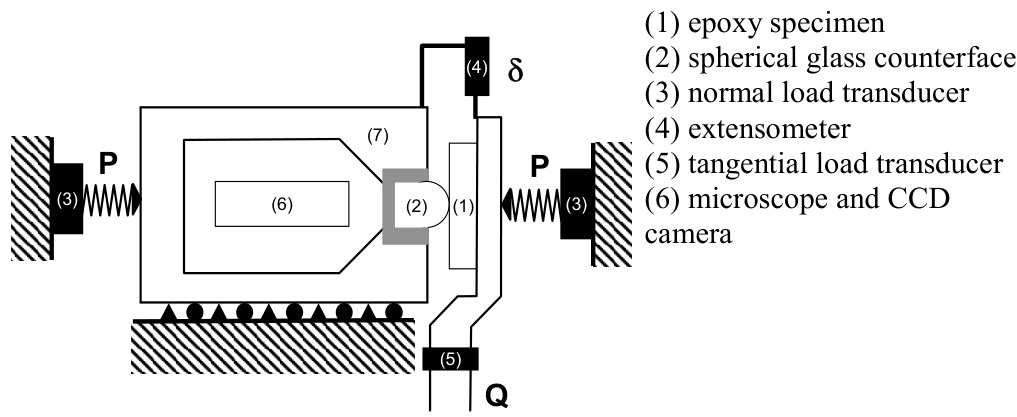 (1) epoxy specimen
(2) spherical glass counterface
(3) normal load transducer
(4) extensometer
(5) tangential load transducer
(6) microscope and CCD
camera
(4) δ
(7)
P P
(3) (6) (2) (1) (3)
(5)
Q